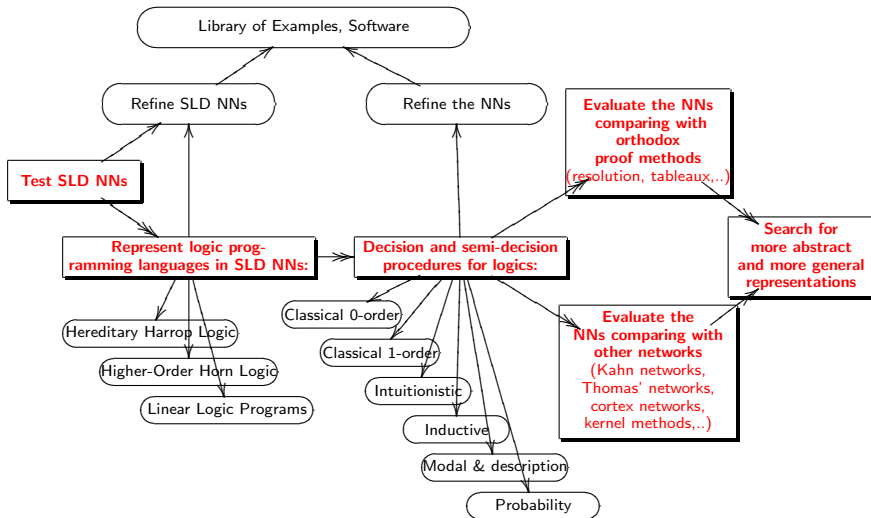 Library of Examples, Software
Refine SLD NNs
Refine the NNs
Evaluate the NNs
comparing with
orthodox
proof methods
(resolution, tableaux,..)
Test SLD NNs
Represent logic prog-
ramming languages in SLD NNs:
Decision and semi-decision
procedures for logics:
Search for
more abstract
and more general
representations
Classical 0-order
Hereditary Harrop Logic
Classical 1-order
Higher-Order Horn Logic
Intuitionistic
Linear Logic Programs
Inductive
Modal & description
Probability
Evaluate the
NNs comparing with
other networks
(Kahn networks,
Thomas' networks,
cortex networks,
kernel methods,..)